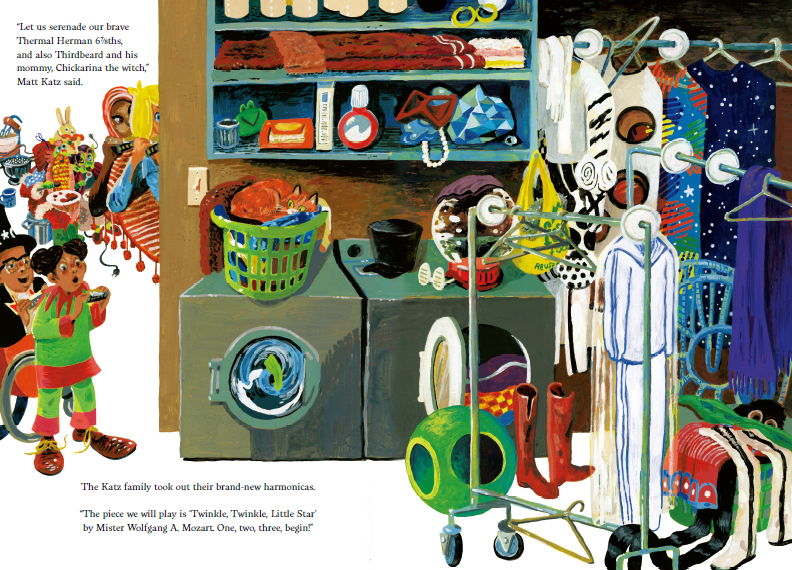 "Let us serenade our brave
Thermal Herman 6⅞ths,
and also Thirdbeard and his
mommy, Chickarina the witch,"
Matt Katz said.
REUSE
The Katz family took out their brand-new harmonicas.
"The piece we will play is 'Twinkle, Twinkle, Little Star'
by Mister Wolfgang A. Mozart. One, two, three, begin!"